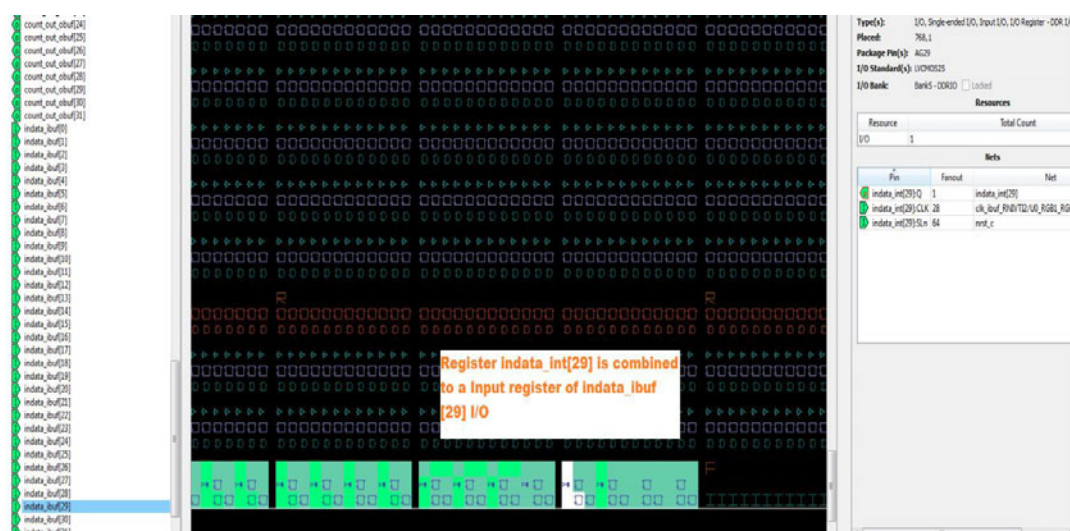 count_out_obuf[24]
count_out_obuf[25]
count_out_obuf[26]
count_out_obuf[27]
count_out_obuf[28]
count_out_obuf[29]
count_out_obuf[30]
count_out_obuf[31]
indata_ibuf[0]
indata_ibuf[1]
indata_ibuf[2]
indata_ibuf[3]
indata_ibuf[4]
indata_ibuf[5]
indata_ibuf[6]
indata_ibuf[7]
indata_ibuf[8]
indata_ibuf[9]
indata_ibuf[10]
indata_ibuf[11]
indata_ibuf[12]
indata_ibuf[13]
indata_ibuf[14]
indata_ibuf[15]
indata_ibuf[16]
indata_ibuf[17]
indata_ibuf[18]
indata_ibuf[19]
indata_ibuf[20]
indata_ibuf[21]
indata_ibuf[22]
indata_ibuf[23]
indata_ibuf[24]
indata_ibuf[25]
indata_ibuf[26]
indata_ibuf[27]
indata_ibuf[28]
indata_ibuf[29]
indata_ibuf[30]
Register indata_int[29] is combined
to a Input register of indata_ibuf
[29] I/O
Type(s): I/O, Single-ended I/O, Input I/O, I/O Register - DDR
Placed: 768,1
Package Pin(s): AG29
I/O Standard(s): LVCMOS25
I/O Bank: Bank5 - DDRIO Locked
Resources
Resource Total Count
I/O 1
Nets
Pin Fanout Net
indata_int[29]:Q 1 indata_int[29]
indata_int[29]:CLK 28
indata_int[29]:SLn 64 nrst_c